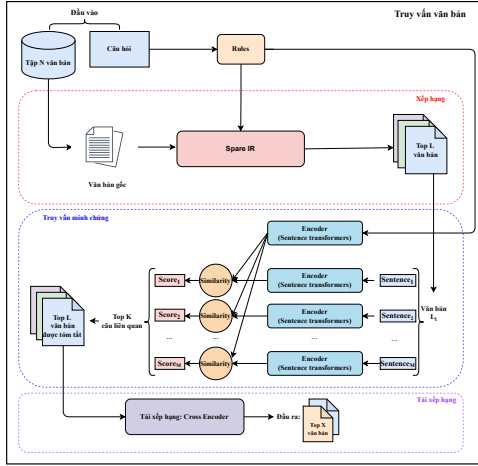 Truy vấn văn bản
Đầu vào
Tập N văn bản
Câu hỏi
Rules
Xếp hạng
Văn bản gốc
Spare IR
Top L
văn bản
Truy vấn minh chứng
Encoder
(Sentence transformers)
Score1
Similarity
Encoder
(Sentence transformers)
Sentence1
Score2
Similarity
Encoder
(Sentence transformers)
Sentence2
...
...
...
...
ScoreM
Similarity
Encoder
(Sentence transformers)
SentenceM
Văn bản
L1
Top K
câu liên quan
Top L
văn bản
được tóm tắt
Tái xếp hạng
Tái xếp hạng: Cross Encoder
Đầu ra:
Top X
văn bản